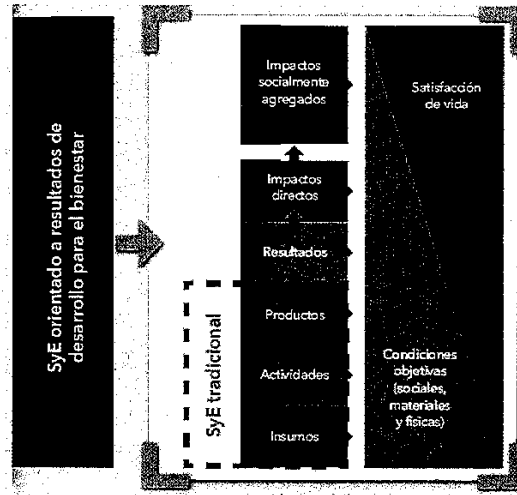 SyE orientado a resultados de
desarrollo para el bienestar
Impactos
socialmente
agregados
Impactos
directos
Resultados
SyE tradicional
Productos
Actividades
Insumos
Satisfacción
de vida
Condiciones
objetivas
(sociales,
materiales
y físicas)